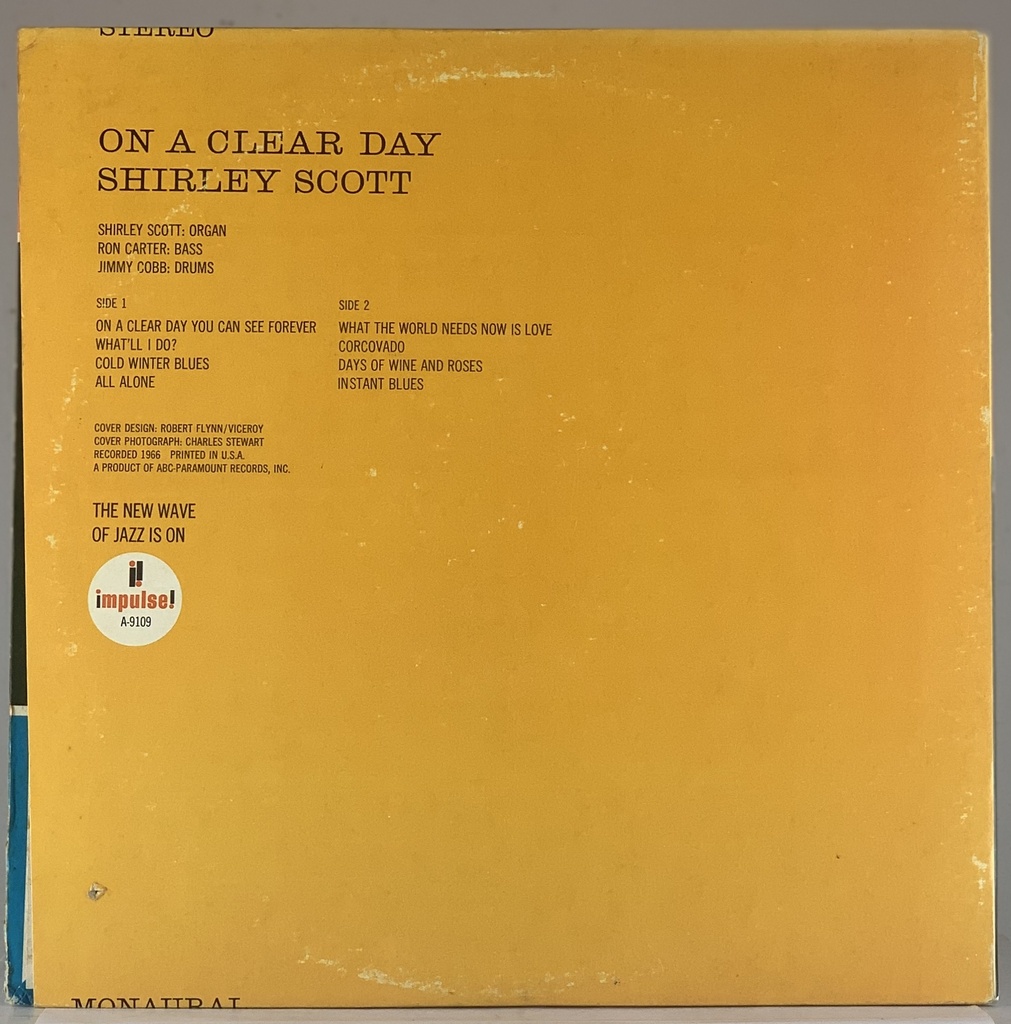 STEREO
ON A CLEAR DAY
SHIRLEY SCOTT
SHIRLEY SCOTT: ORGAN
RON CARTER: BASS
JIMMY COBB: DRUMS
SIDE 1
ON A CLEAR DAY YOU CAN SEE FOREVER
WHAT'LL I DO?
COLD WINTER BLUES
ALL ALONE
SIDE 2
WHAT THE WORLD NEEDS NOW IS LOVE
CORCOVADO
DAYS OF WINE AND ROSES
INSTANT BLUES
COVER DESIGN: ROBERT FLYNN/VICEROY
COVER PHOTOGRAPH: CHARLES STEWART
RECORDED 1966 PRINTED IN U.S.A.
A PRODUCT OF ABC-PARAMOUNT RECORDS, INC.
THE NEW WAVE
OF JAZZ IS ON
impulse!
A-9109
MONAURAL